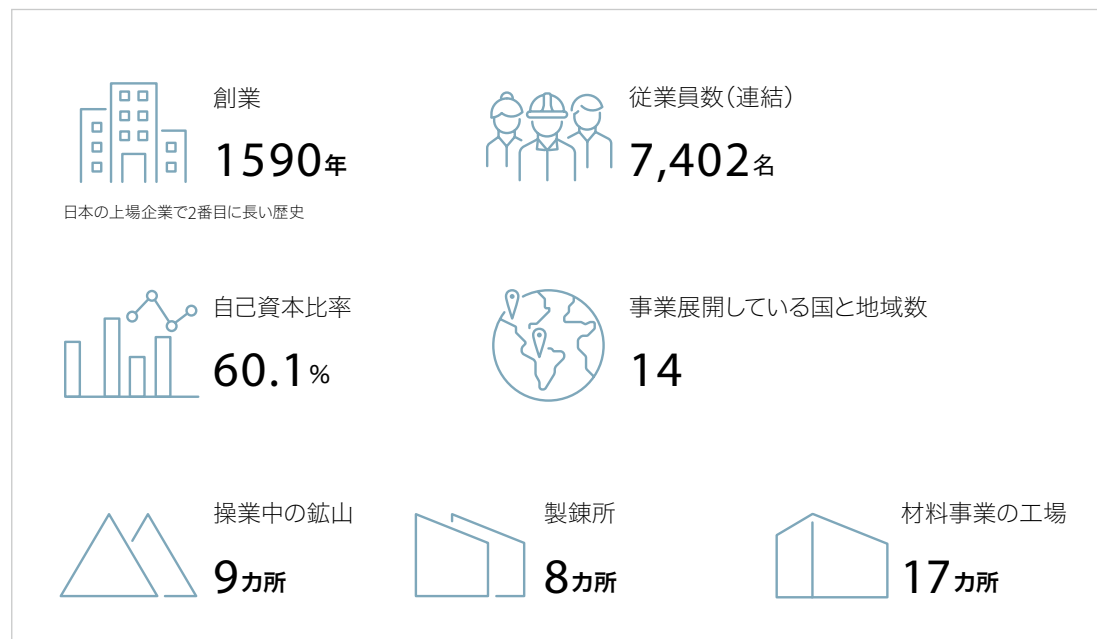 創業
1590年
日本の上場企業で2番目に長い歴史
従業員数(連結)
7,402名
自己資本比率
60.1%
事業展開している国と地域数
14
操業中の鉱山
9カ所
製錬所
8カ所
材料事業の工場
17カ所